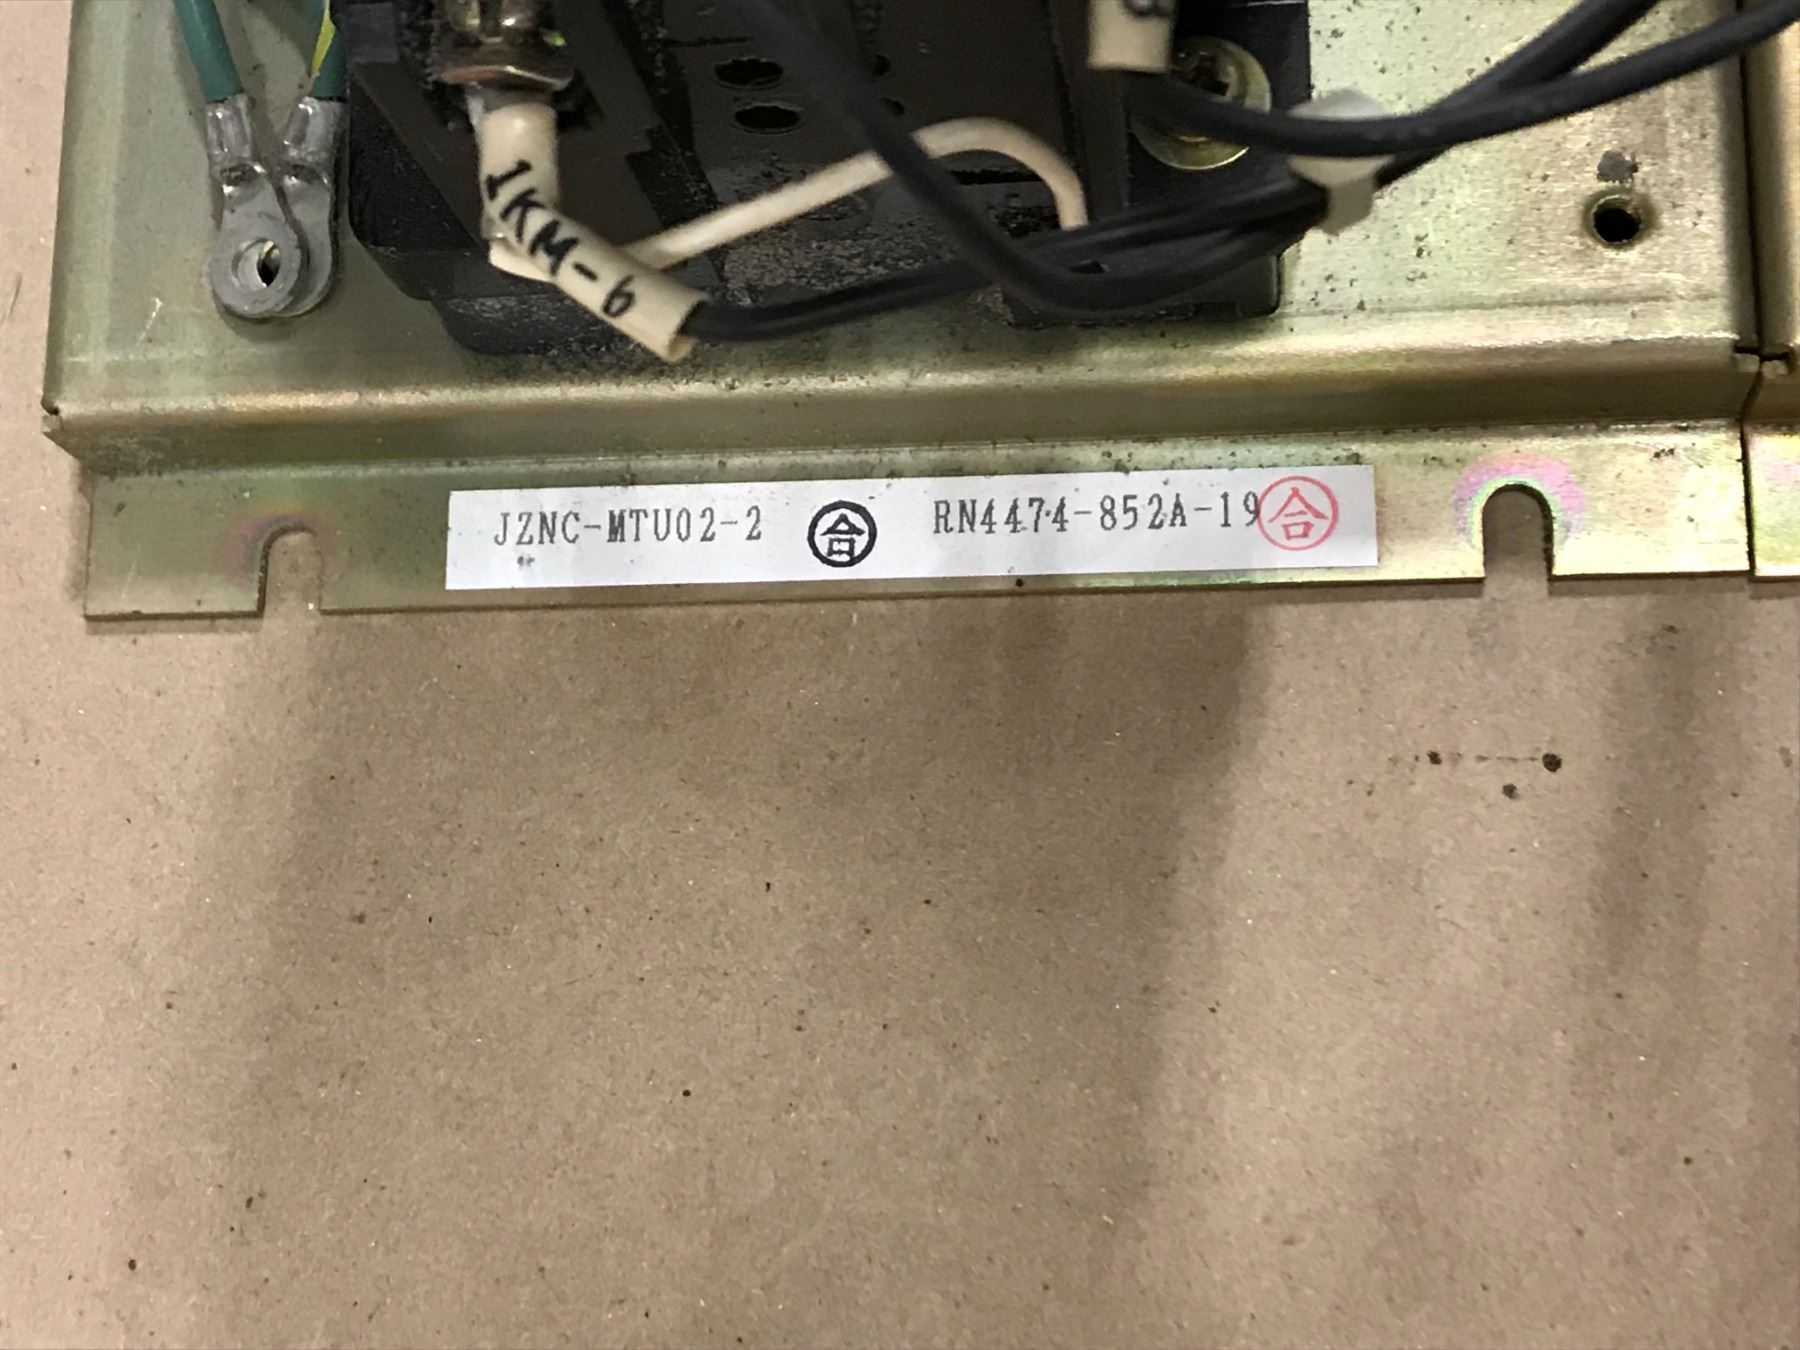 1KM-6
JZNC-MTU02-2 合 RN4474-852A-19 合